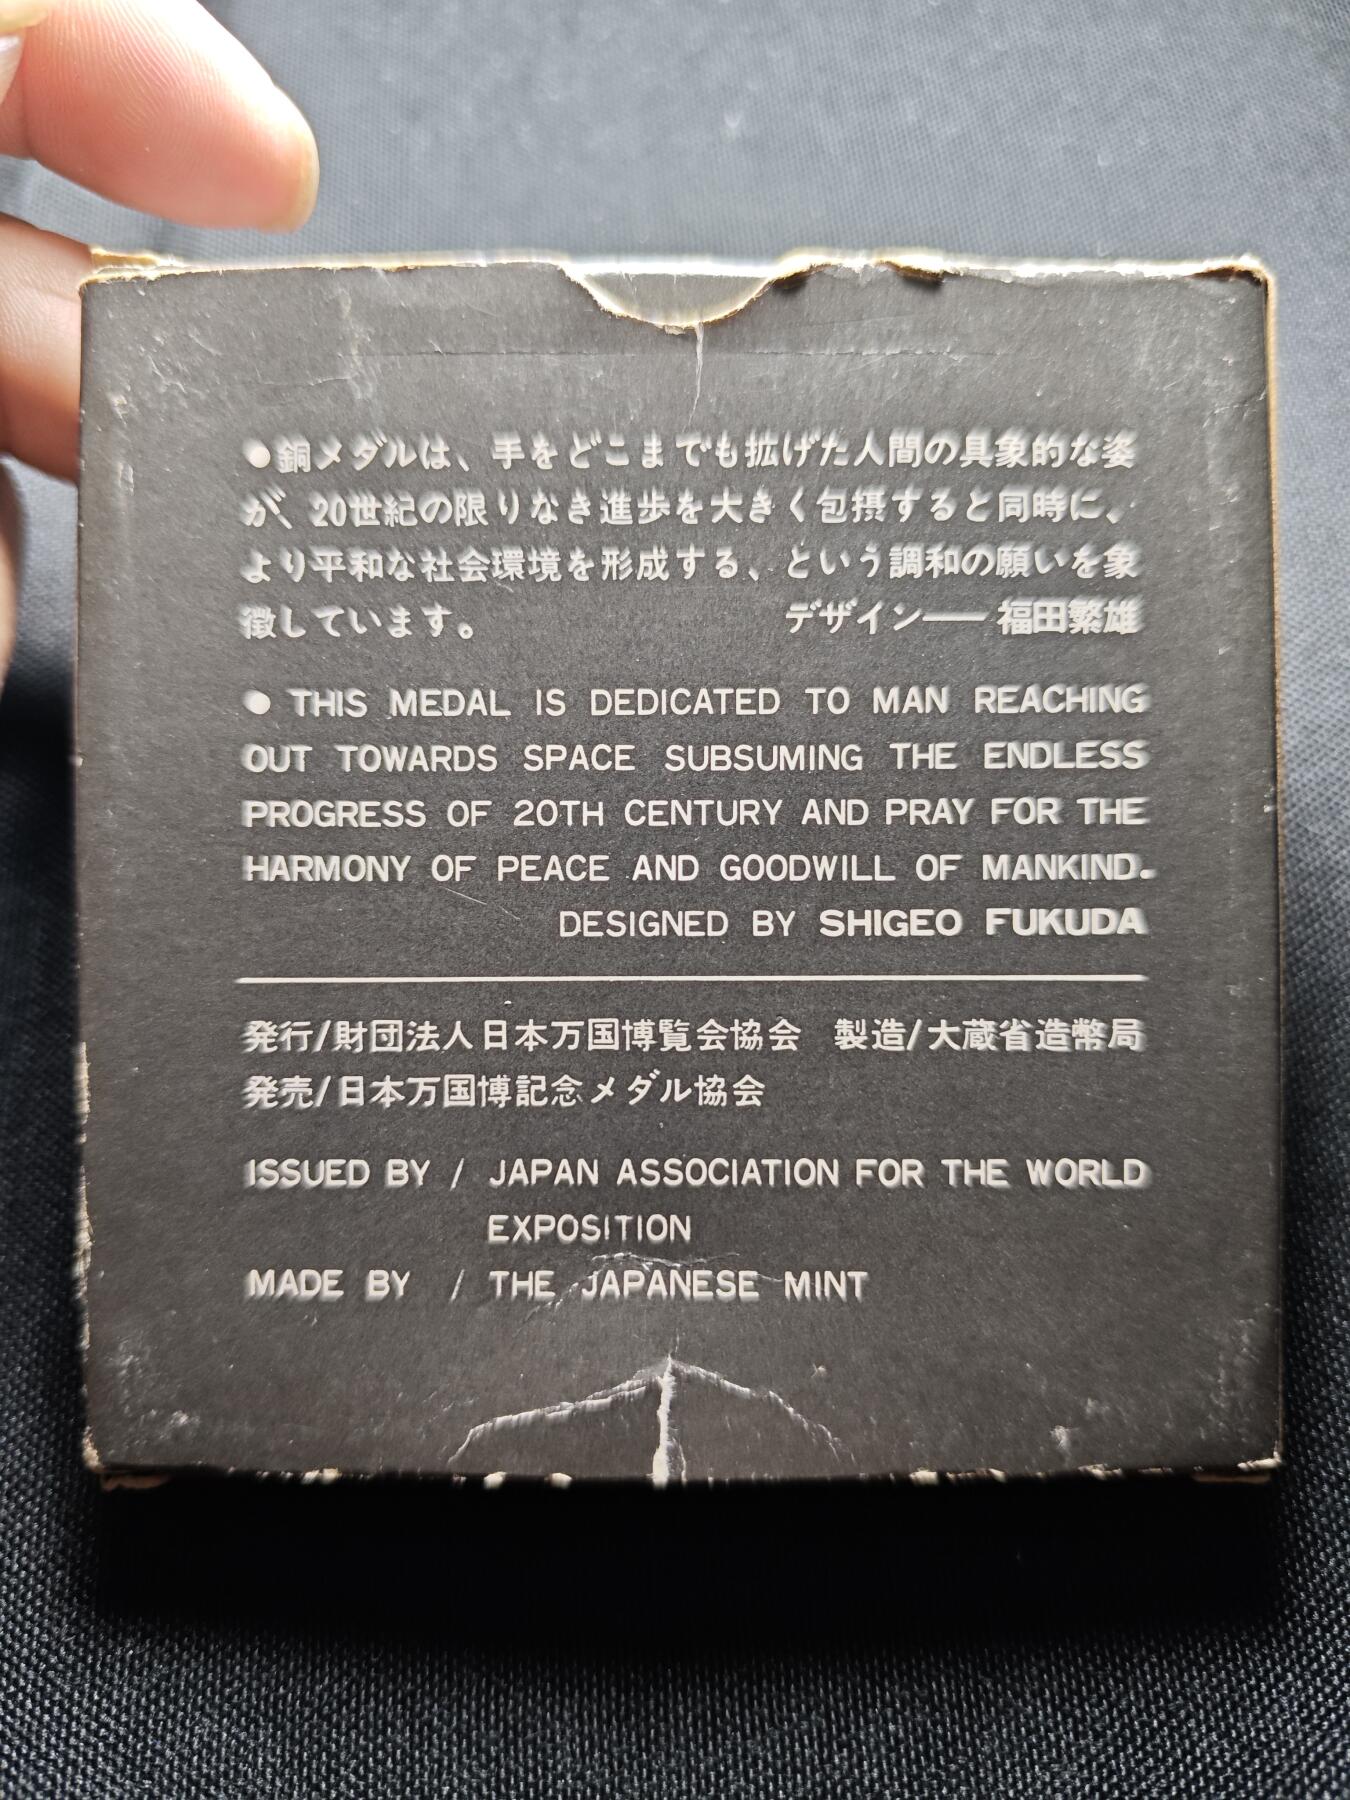 ●銅メダルは、手をどこまでも拡げた人間の具象的な姿
が、20世紀の限りなき進歩を大きく包摂すると同時に、
より平和な社会環境を形成する、という調和の願いを象
徴しています。 デザイン——福田繁雄
● THIS MEDAL IS DEDICATED TO MAN REACHING
OUT TOWARDS SPACE SUBSUMING THE ENDLESS
PROGRESS OF 20TH CENTURY AND PRAY FOR THE
HARMONY OF PEACE AND GOODWILL OF MANKIND.
DESIGNED BY SHIGEO FUKUDA
発行/財団法人日本万国博覧会協会 製造/大蔵省造幣局
発売/日本万国博記念メダル協会
ISSUED BY / JAPAN ASSOCIATION FOR THE WORLD
EXPOSITION
MADE BY / THE JAPANESE MINT